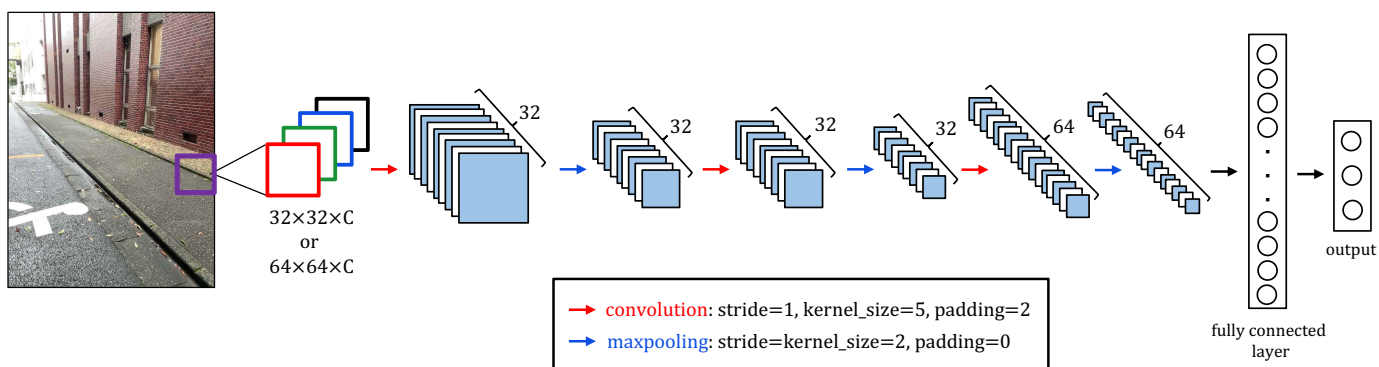 32×32×C
or
64×64×C
32
32
32
32
64
64
fully connected
layer
output
convolution: stride=1, kernel_size=5, padding=2
maxpooling: stride=kernel_size=2, padding=0